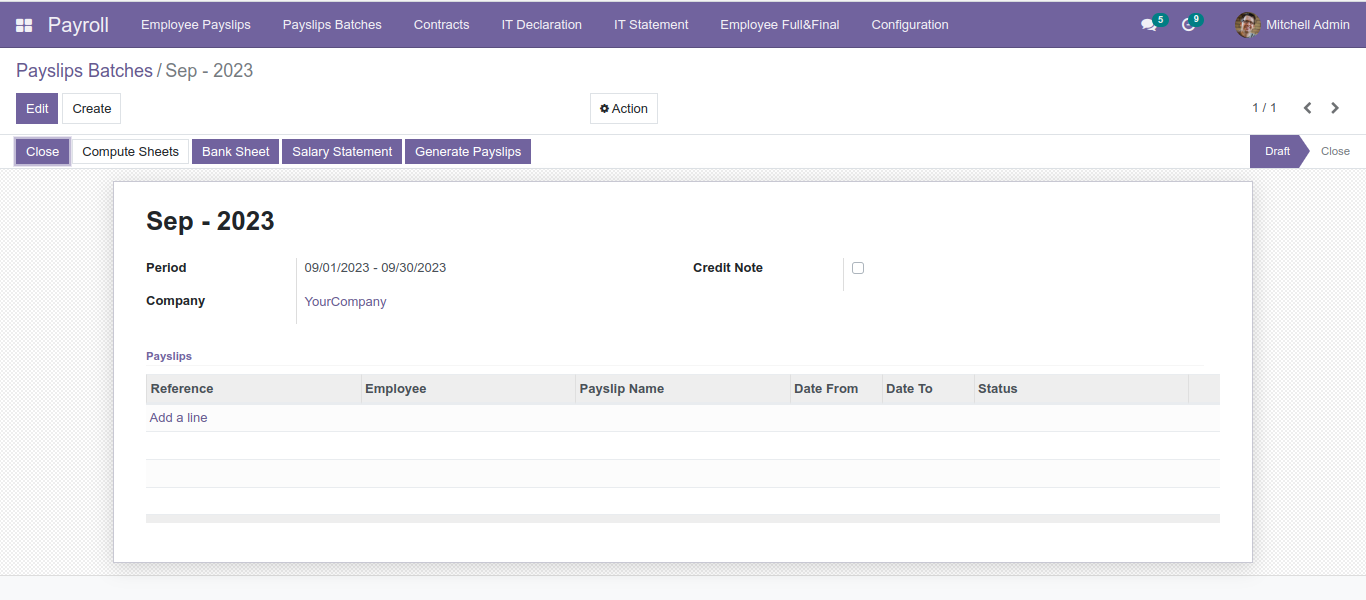 Payroll Employee Payslips Payslips Batches Contracts IT Declaration IT Statement Employee Full&Final Configuration 5 9 Mitchell Admin
Payslips Batches / Sep - 2023
Edit Create Action 1 / 1
Close Compute Sheets Bank Sheet Salary Statement Generate Payslips Draft Close
Sep - 2023
Period 09/01/2023 - 09/30/2023 Credit Note
Company YourCompany
Payslips
Reference Employee Payslip Name Date From Date To Status
Add a line